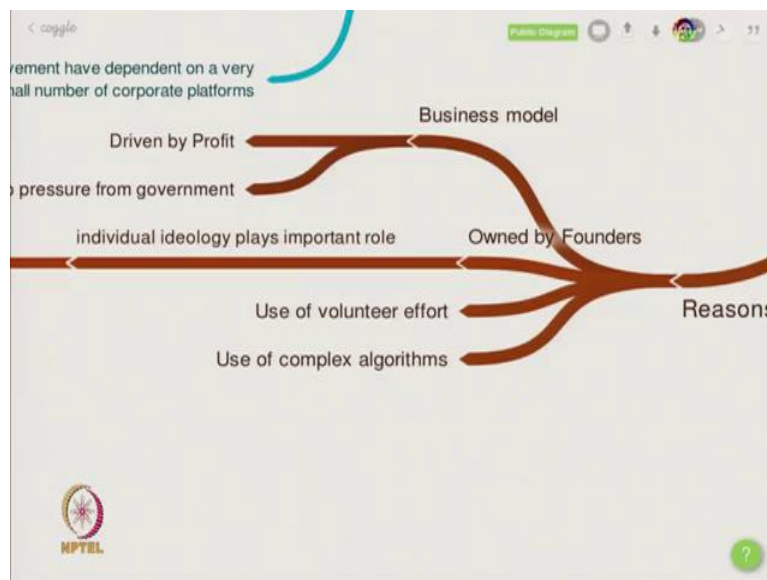 coggle
Public Diagram
vement have dependent on a very
all number of corporate platforms
Business model
Driven by Profit
pressure from government
individual ideology plays important role
Owned by Founders
Use of volunteer effort
Reasons
Use of complex algorithms
NPTEL
?